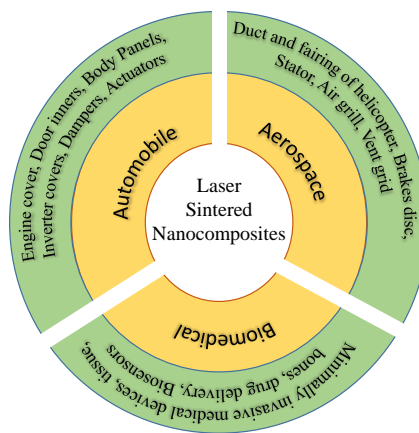 Laser
Sintered
Nanocomposites
Automobile
Engine cover, Door inners, Body Panels,
Inverter covers, Dampers, Actuators
Aerospace
Duct and fairing of helicopter, Brakes disc,
Stator, Air grill, Vent grid
Biomedical
Minimally invasive medical devices, tissue,
bones, drug delivery, Biosensors